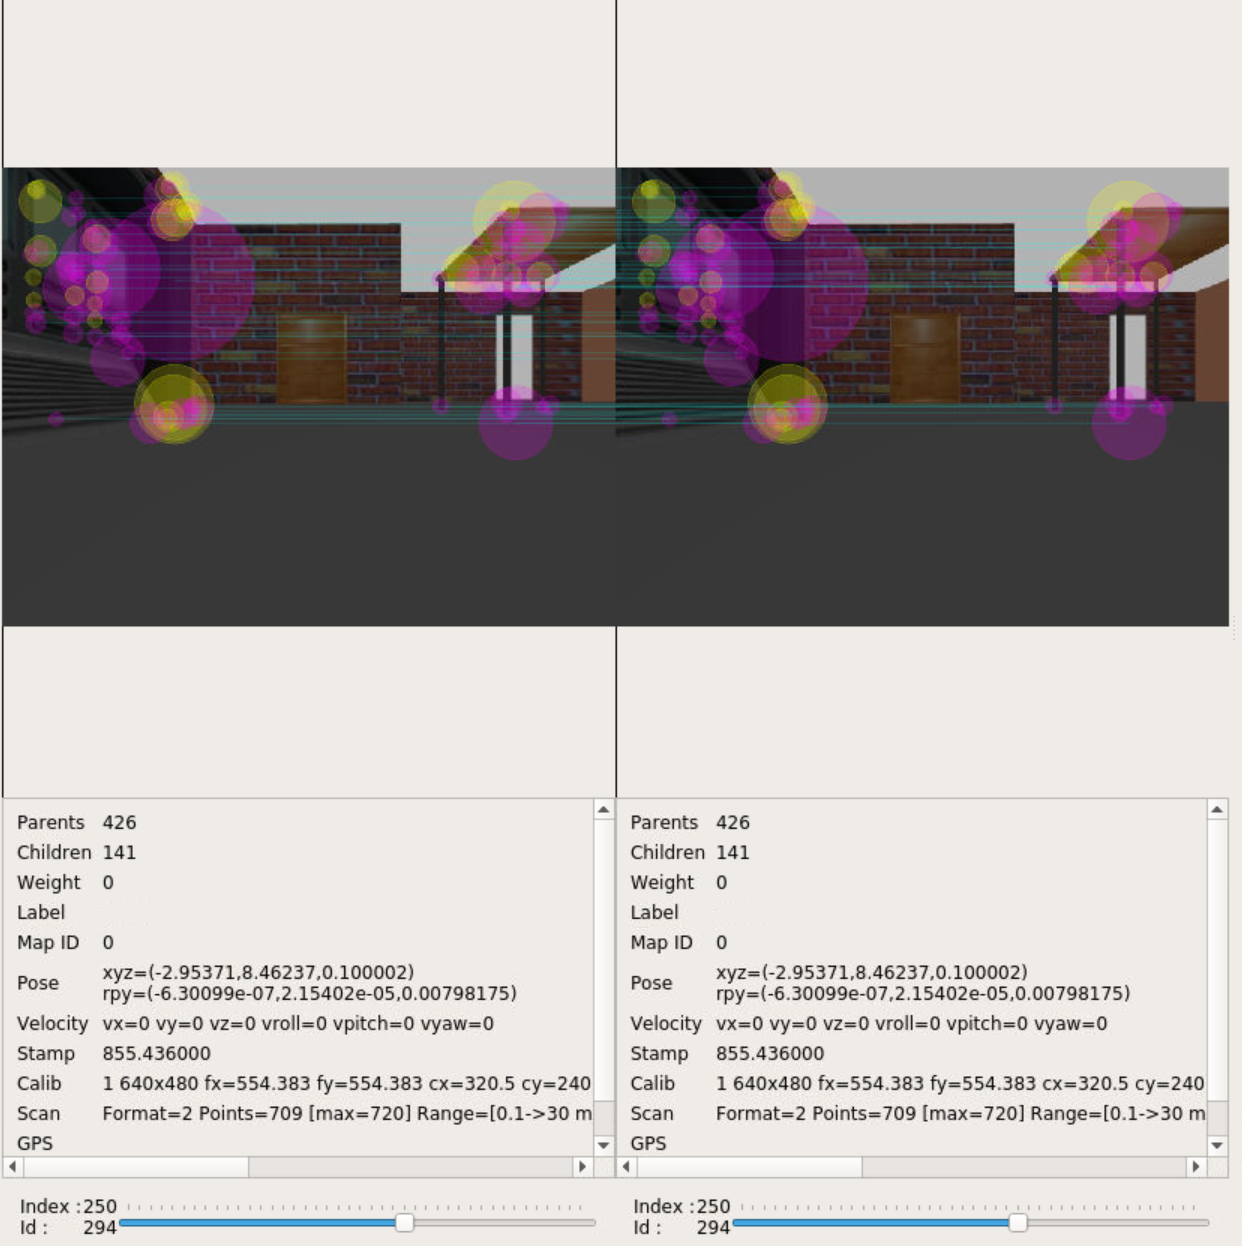 Parents 426
Children 141
Weight 0
Label
Map ID 0
Pose xyz=(-2.95371,8.46237,0.100002)
rpy=(-6.30099e-07,2.15402e-05,0.00798175)
Velocity vx=0 vy=0 vz=0 vroll=0 vpitch=0 vyaw=0
Stamp 855.436000
Calib 1 640x480 fx=554.383 fy=554.383 cx=320.5 cy=240
Scan Format=2 Points=709 [max=720] Range=[0.1->30 m
GPS
Index : 250
Id : 294
Parents 426
Children 141
Weight 0
Label
Map ID 0
Pose xyz=(-2.95371,8.46237,0.100002)
rpy=(-6.30099e-07,2.15402e-05,0.00798175)
Velocity vx=0 vy=0 vz=0 vroll=0 vpitch=0 vyaw=0
Stamp 855.436000
Calib 1 640x480 fx=554.383 fy=554.383 cx=320.5 cy=240
Scan Format=2 Points=709 [max=720] Range=[0.1->30 m
GPS
Index : 250
Id : 294